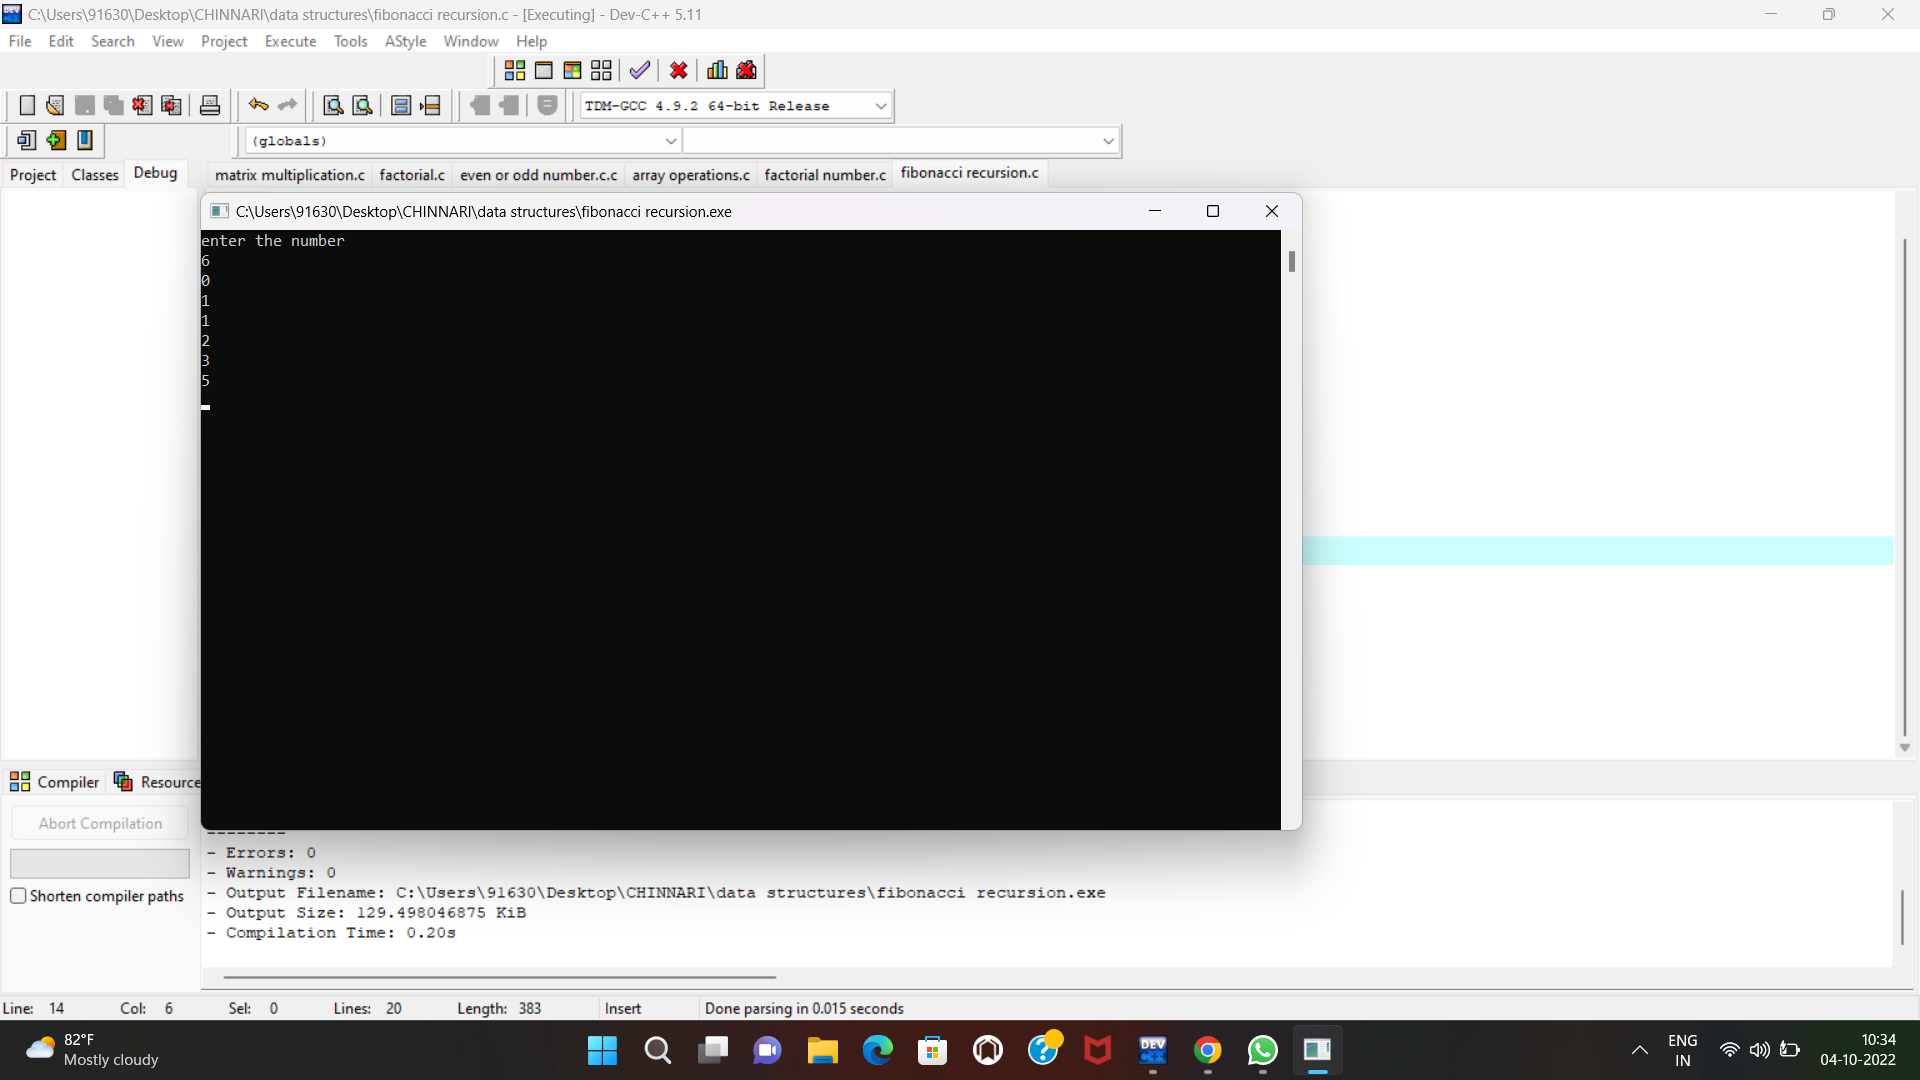 C:\Users\91630\Desktop\CHINNARI\data structures\fibonacci recursion.c - [Executing] - Dev-C++ 5.11
File Edit Search View Project Execute Tools AStyle Window Help
TDM-GCC 4.9.2 64-bit Release
(globals)
Project Classes Debug matrix multiplication.c factorial.c even or odd number.c.c array operations.c factorial number.c fibonacci recursion.c
C:\Users\91630\Desktop\CHINNARI\data structures\fibonacci recursion.exe
enter the number
6
0
1
1
2
3
5
Compiler Resource
Abort Compilation
--------
- Errors: 0
- Warnings: 0
Shorten compiler paths
- Output Filename: C:\Users\91630\Desktop\CHINNARI\data structures\fibonacci recursion.exe
- Output Size: 129.498046875 KiB
- Compilation Time: 0.20s
Line: 14 Col: 6 Sel: 0 Lines: 20 Length: 383 Insert Done parsing in 0.015 seconds
82°F
Mostly cloudy
DEV
ENG
IN
10:34
04-10-2022